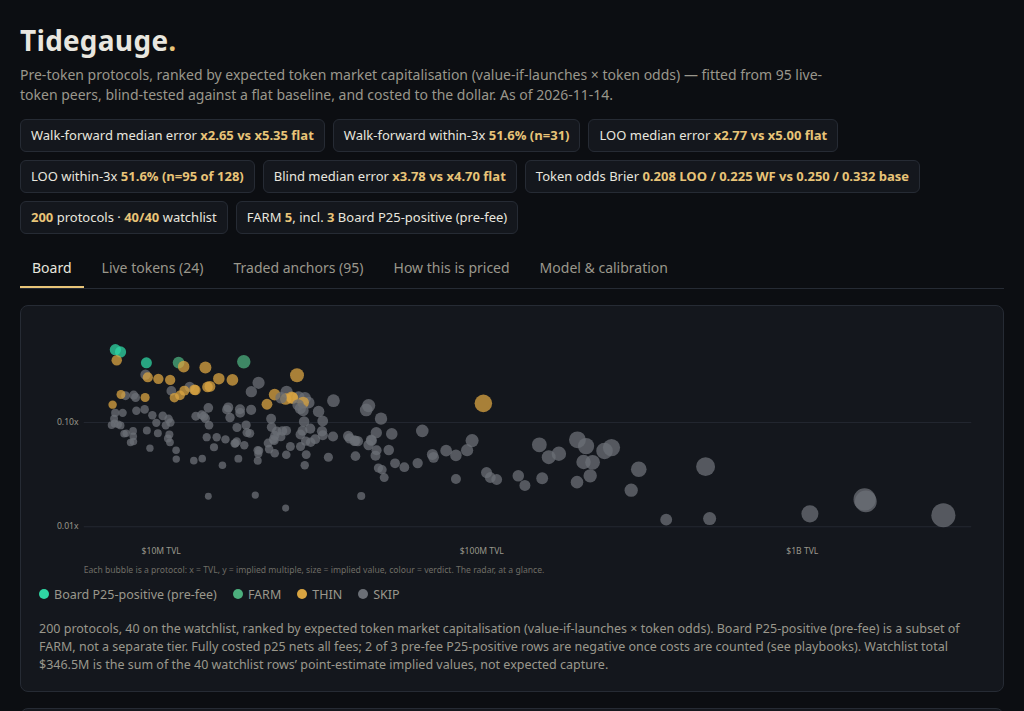 Tidegauge.
Pre-token protocols, ranked by expected token market capitalisation (value-if-launches × token odds) — fitted from 95 live-
token peers, blind-tested against a flat baseline, and costed to the dollar. As of 2026-11-14.
Walk-forward median error x2.65 vs x5.35 flat
Walk-forward within-3x 51.6% (n=31)
LOO median error x2.77 vs x5.00 flat
LOO within-3x 51.6% (n=95 of 128)
Blind median error x3.78 vs x4.70 flat
Token odds Brier 0.208 LOO / 0.225 WF vs 0.250 / 0.332 base
200 protocols · 40/40 watchlist
FARM 5, incl. 3 Board P25-positive (pre-fee)
Board
Live tokens (24)
Traded anchors (95)
How this is priced
Model & calibration
0.10x
0.01x
$10M TVL
$100M TVL
$1B TVL
Each bubble is a protocol: x = TVL, y = implied multiple, size = implied value, colour = verdict. The radar, at a glance.
Board P25-positive (pre-fee)
FARM
THIN
SKIP
200 protocols, 40 on the watchlist, ranked by expected token market capitalisation (value-if-launches × token odds). Board P25-positive (pre-fee) is a subset of
FARM, not a separate tier. Fully costed p25 nets all fees; 2 of 3 pre-fee P25-positive rows are negative once costs are counted (see playbooks). Watchlist total
$346.5M is the sum of the 40 watchlist rows’ point-estimate implied values, not expected capture.